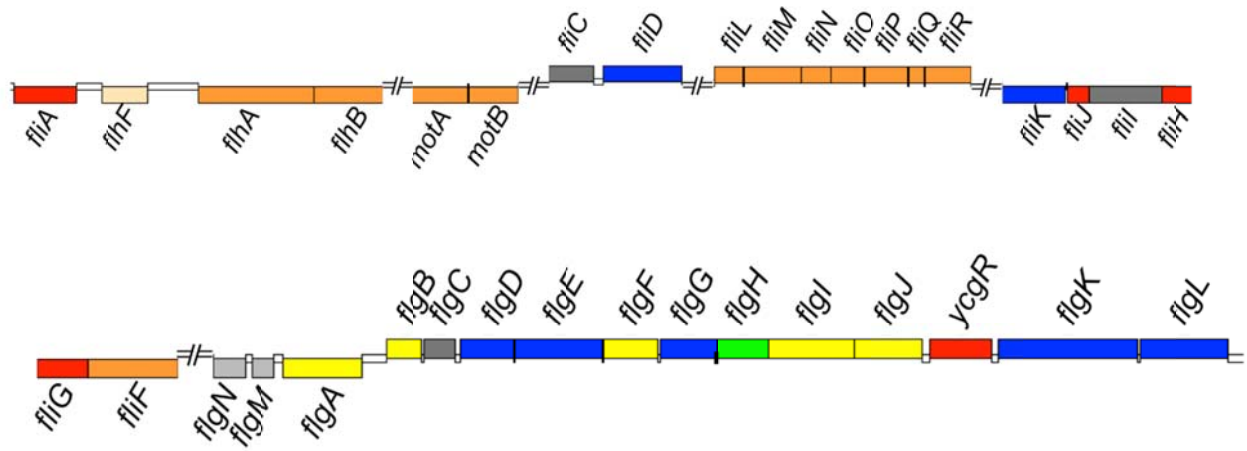 fliC fliD fliL fliM fliN fliO fliP fliQ fliR
fliA flhF flhA flhB motA motB fliK fliJ fliI fliH
flgB flgC flgD flgE flgF flgG flgH flgI flgJ ycgR flgK flgL
fliG fliF flgN flgM flgA